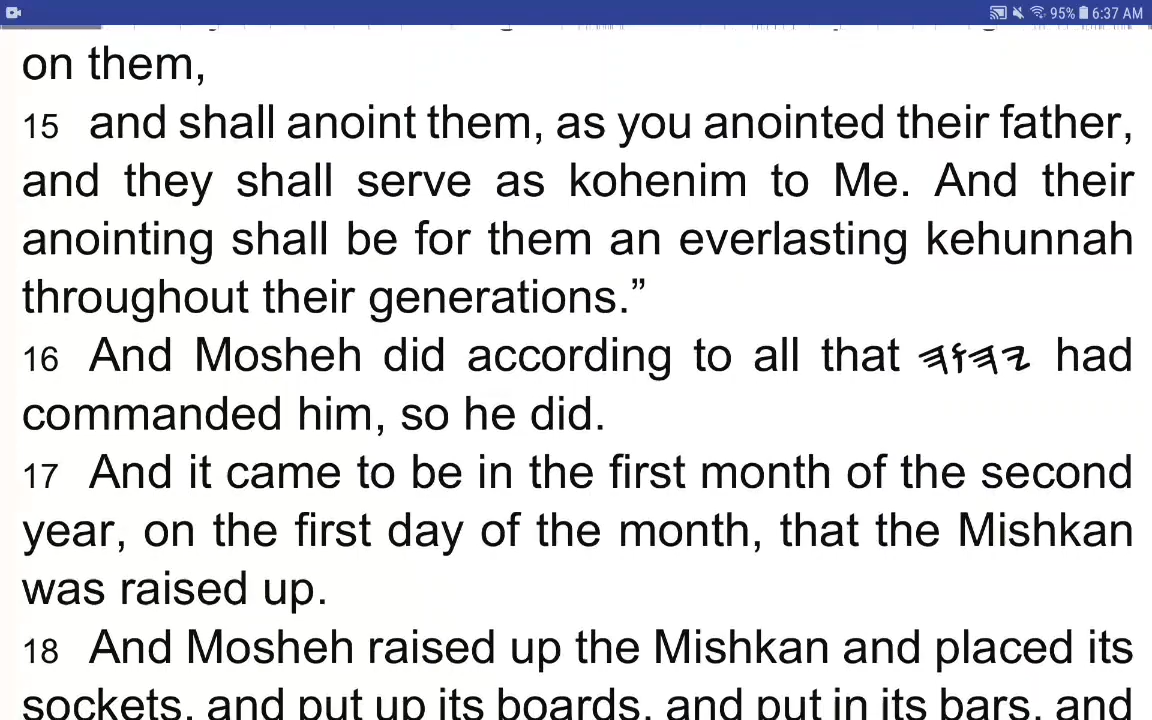 95% 6:37 AM
on them,
15 and shall anoint them, as you anointed their father,
and they shall serve as kohenim to Me. And their
anointing shall be for them an everlasting kehunnah
throughout their generations.”
16 And Mosheh did according to all that 𐤉𐤄𐤅𐤄 had
commanded him, so he did.
17 And it came to be in the first month of the second
year, on the first day of the month, that the Mishkan
was raised up.
18 And Mosheh raised up the Mishkan and placed its
sockets, and put up its boards, and put in its bars, and